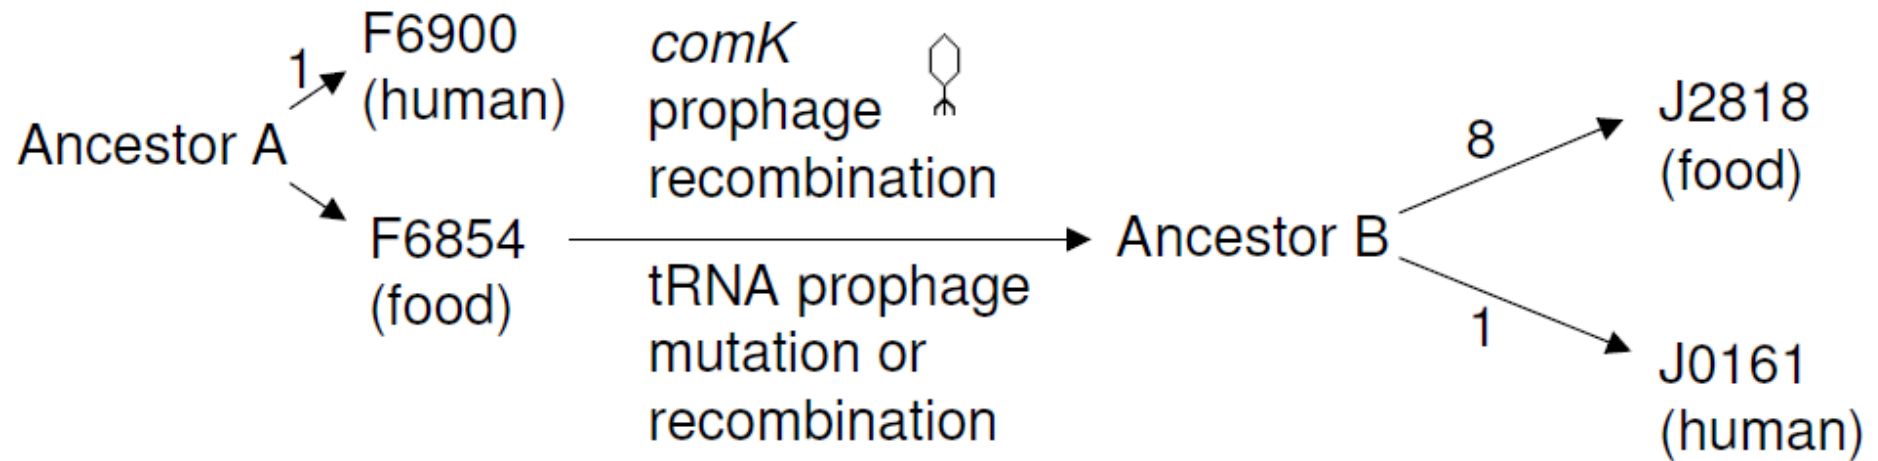 Ancestor A
1
F6900
(human)
F6854
(food)
comK
prophage
recombination
tRNA prophage
mutation or
recombination
Ancestor B
8
J2818
(food)
1
J0161
(human)